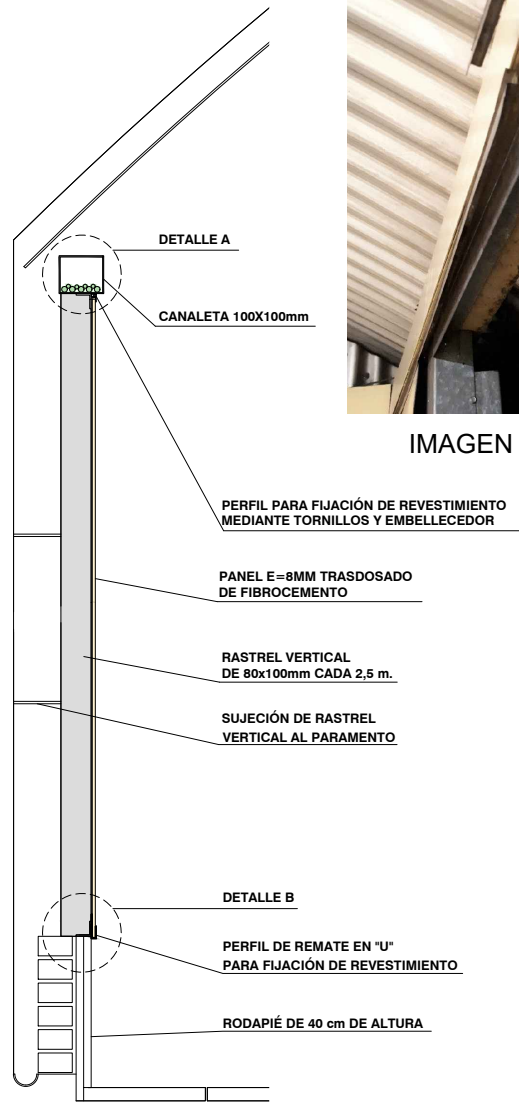 DETALLE A
CANALETA 100X100mm
IMAGEN
PERFIL PARA FIJACIÓN DE REVESTIMIENTO
MEDIANTE TORNILLOS Y EMBELLECEDOR
PANEL E=8MM TRASDOSADO
DE FIBROCEMENTO
RASTREL VERTICAL
DE 80x100mm CADA 2,5 m.
SUJECIÓN DE RASTREL
VERTICAL AL PARAMENTO
DETALLE B
PERFIL DE REMATE EN "U"
PARA FIJACIÓN DE REVESTIMIENTO
RODAPIÉ DE 40 cm DE ALTURA